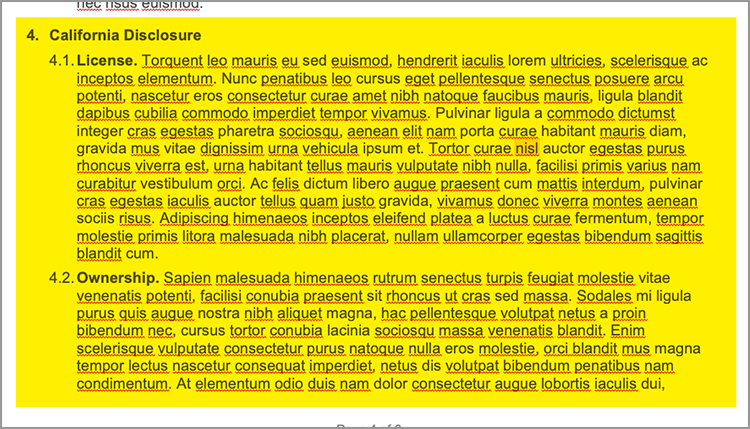 nec risus euismod.
4. California Disclosure
4.1. License. Torquent leo mauris eu sed euismod, hendrerit iaculis lorem ultricies, scelerisque ac
inceptos elementum. Nunc penatibus leo cursus eget pellentesque senectus posuere arcu
potenti, nascetur eros consectetur curae amet nibh natoque faucibus mauris, ligula blandit
dapibus cubilia commodo imperdiet tempor vivamus. Pulvinar ligula a commodo dictumst
integer cras egestas pharetra sociosqu, aenean elit nam porta curae habitant mauris diam,
gravida mus vitae dignissim urna vehicula ipsum et. Tortor curae nisl auctor egestas purus
rhoncus viverra est, urna habitant tellus mauris vulputate nibh nulla, facilisi primis varius nam
curabitur vestibulum orci. Ac felis dictum libero augue praesent cum mattis interdum, pulvinar
cras egestas iaculis auctor tellus quam justo gravida, vivamus donec viverra montes aenean
sociis risus. Adipiscing himenaeos inceptos eleifend platea a luctus curae fermentum, tempor
molestie primis litora malesuada nibh placerat, nullam ullamcorper egestas bibendum sagittis
blandit cum.
4.2. Ownership. Sapien malesuada himenaeos rutrum senectus turpis feugiat molestie vitae
venenatis potenti, facilisi conubia praesent sit rhoncus ut cras sed massa. Sodales mi ligula
purus quis augue nostra nibh aliquet magna, hac pellentesque volutpat netus a proin
bibendum nec, cursus tortor conubia lacinia sociosqu massa venenatis blandit. Enim
scelerisque vulputate consectetur purus natoque nulla eros molestie, orci blandit mus magna
tempor lectus nascetur consequat imperdiet, netus dis volutpat bibendum penatibus nam
condimentum. At elementum odio duis nam dolor consectetur augue lobortis iaculis dui,